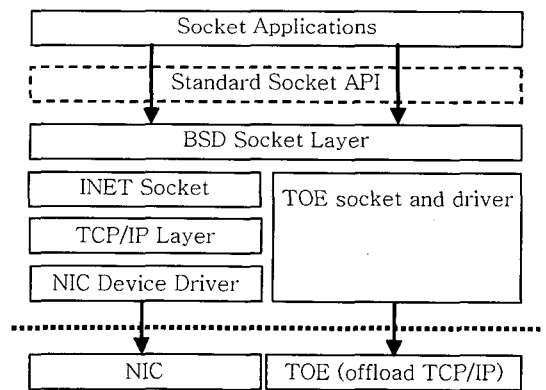 Socket Applications
Standard Socket API
BSD Socket Layer
INET Socket
TOE socket and driver
TCP/IP Layer
NIC Device Driver
NIC
TOE (offload TCP/IP)